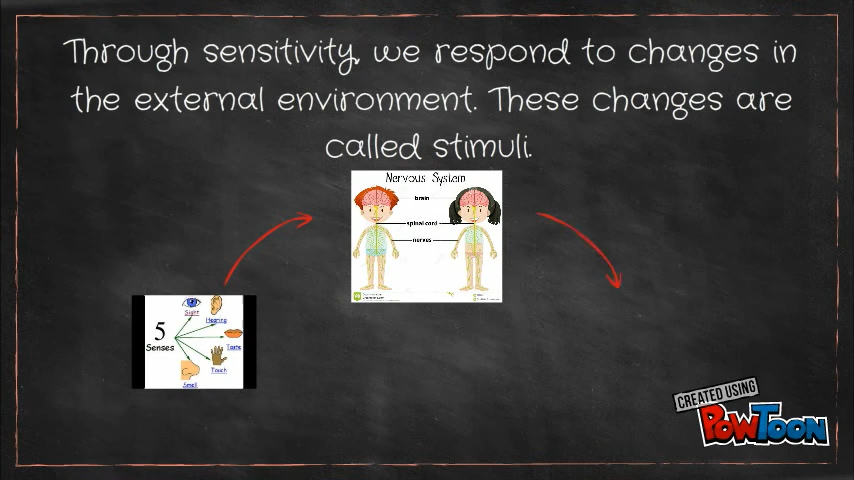 Through sensitivity, we respond to changes in
the external environment. These changes are
called stimuli.
Nervous System
brain
spinal cord
nerves
5
Senses
Sight
Hearing
Taste
Touch
Smell
CREATED USING
POWTOON